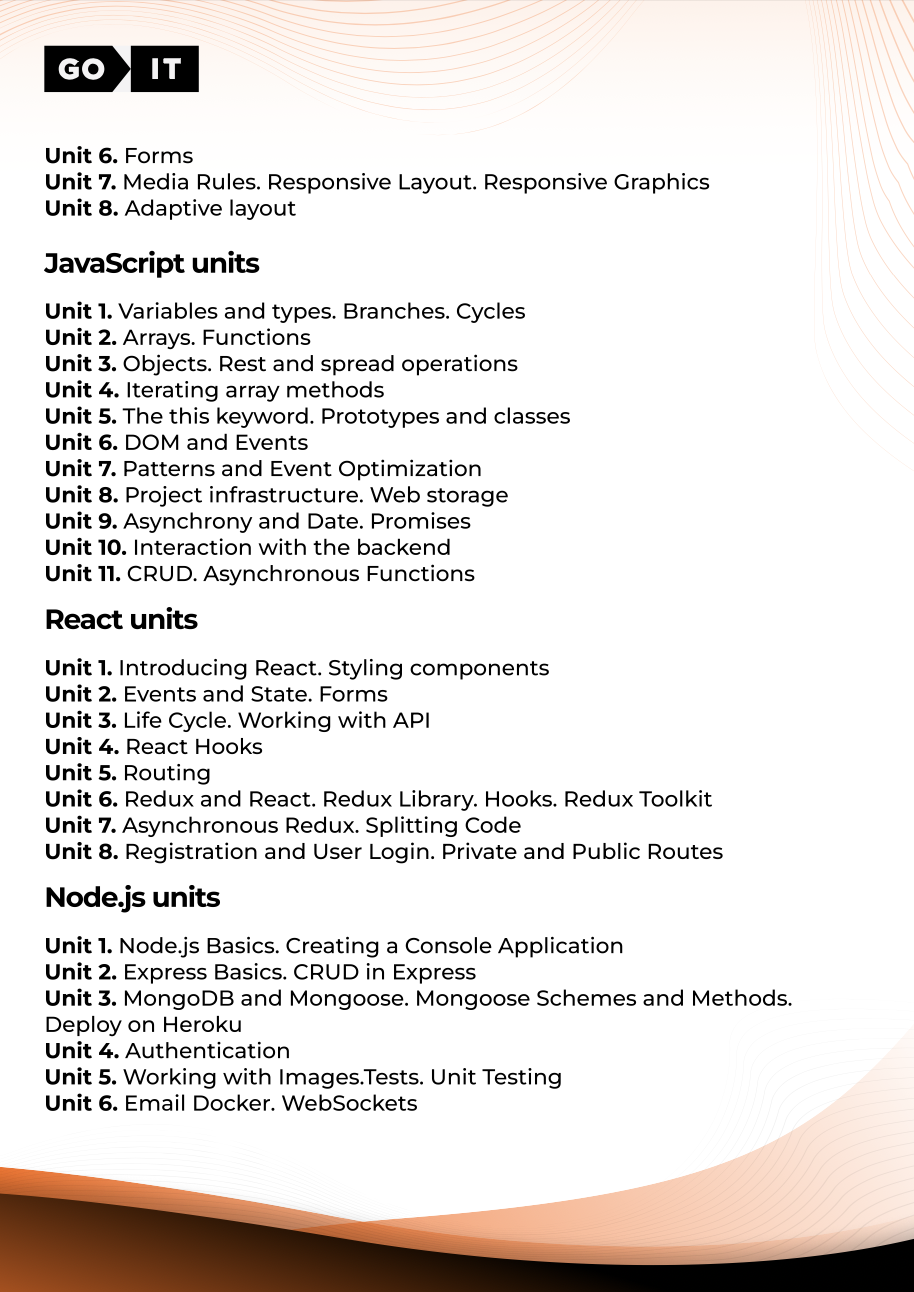 GO IT
Unit 6. Forms
Unit 7. Media Rules. Responsive Layout. Responsive Graphics
Unit 8. Adaptive layout
JavaScript units
Unit 1. Variables and types. Branches. Cycles
Unit 2. Arrays. Functions
Unit 3. Objects. Rest and spread operations
Unit 4. Iterating array methods
Unit 5. The this keyword. Prototypes and classes
Unit 6. DOM and Events
Unit 7. Patterns and Event Optimization
Unit 8. Project infrastructure. Web storage
Unit 9. Asynchrony and Date. Promises
Unit 10. Interaction with the backend
Unit 11. CRUD. Asynchronous Functions
React units
Unit 1. Introducing React. Styling components
Unit 2. Events and State. Forms
Unit 3. Life Cycle. Working with API
Unit 4. React Hooks
Unit 5. Routing
Unit 6. Redux and React. Redux Library. Hooks. Redux Toolkit
Unit 7. Asynchronous Redux. Splitting Code
Unit 8. Registration and User Login. Private and Public Routes
Node.js units
Unit 1. Node.js Basics. Creating a Console Application
Unit 2. Express Basics. CRUD in Express
Unit 3. MongoDB and Mongoose. Mongoose Schemes and Methods.
Deploy on Heroku
Unit 4. Authentication
Unit 5. Working with Images.Tests. Unit Testing
Unit 6. Email Docker. WebSockets